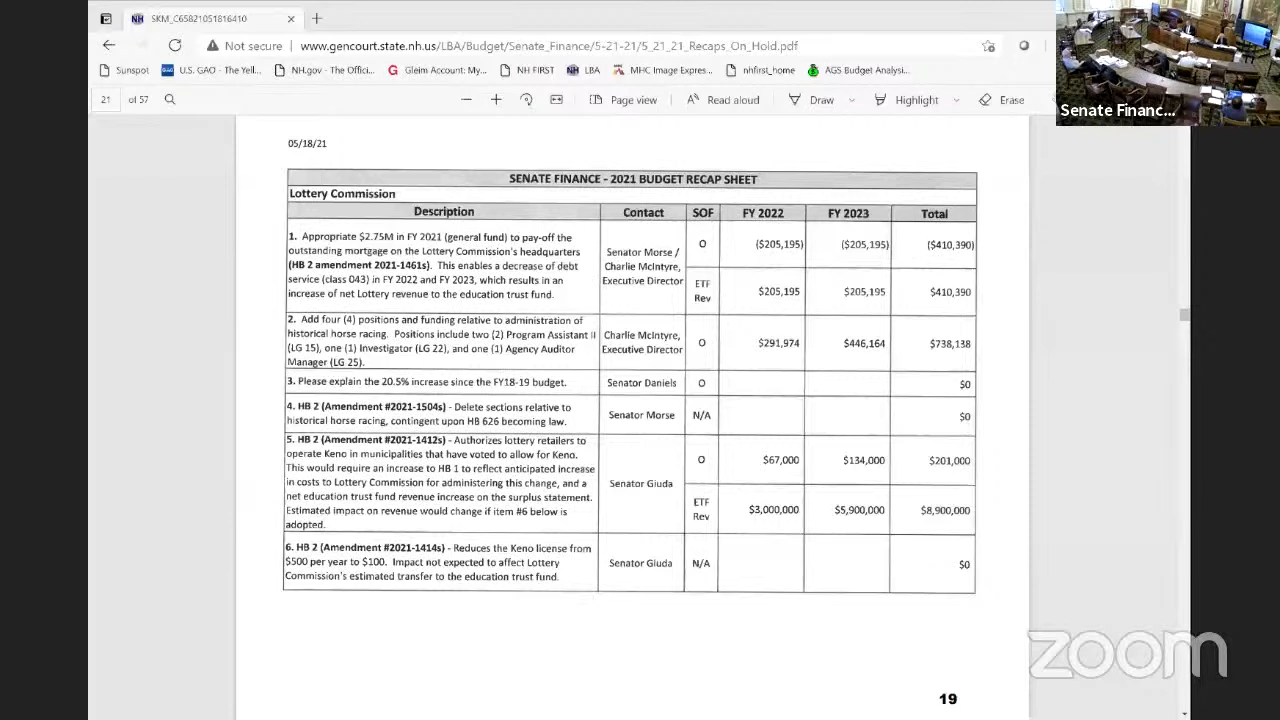 SKM_C65821051816410
Not secure | www.gencourt.state.nh.us/LBA/Budget/Senate_Finance/5-21-21/5_21_21_Recaps_On_Hold.pdf
Sunspot U.S. GAO - The Yell... NH.gov - The Offici... Gleim Account: My... NH FIRST LBA MHC Image Expres... nhfirst_home AGS Budget Analysi...
21 of 57 Page view Read aloud Draw Highlight Erase
Senate Financ...
05/18/21
SENATE FINANCE - 2021 BUDGET RECAP SHEET
Lottery Commission
Description Contact SOF FY 2022 FY 2023 Total
1. Appropriate $2.75M in FY 2021 (general fund) to pay-off the
outstanding mortgage on the Lottery Commission's headquarters
(HB 2 amendment 2021-1461s). This enables a decrease of debt
service (class 043) in FY 2022 and FY 2023, which results in an
increase of net Lottery revenue to the education trust fund.
Senator Morse /
Charlie McIntyre,
Executive Director
O ($205,195) ($205,195) ($410,390)
ETF
Rev
$205,195 $205,195 $410,390
2. Add four (4) positions and funding relative to administration of
historical horse racing. Positions include two (2) Program Assistant II
(LG 15), one (1) Investigator (LG 22), and one (1) Agency Auditor
Manager (LG 25).
Charlie McIntyre,
Executive Director
O $291,974 $446,164 $738,138
3. Please explain the 20.5% increase since the FY18-19 budget. Senator Daniels O $0
4. HB 2 (Amendment #2021-1504s) - Delete sections relative to
historical horse racing, contingent upon HB 626 becoming law.
Senator Morse N/A $0
5. HB 2 (Amendment #2021-1412s) - Authorizes lottery retailers to
operate Keno in municipalities that have voted to allow for Keno.
This would require an increase to HB 1 to reflect anticipated increase
in costs to Lottery Commission for administering this change, and a
net education trust fund revenue increase on the surplus statement.
Estimated impact on revenue would change if item #6 below is
adopted.
Senator Giuda
O $67,000 $134,000 $201,000
ETF
Rev
$3,000,000 $5,900,000 $8,900,000
6. HB 2 (Amendment #2021-1414s) - Reduces the Keno license from
$500 per year to $100. Impact not expected to affect Lottery
Commission's estimated transfer to the education trust fund.
Senator Giuda N/A $0
zoom
19